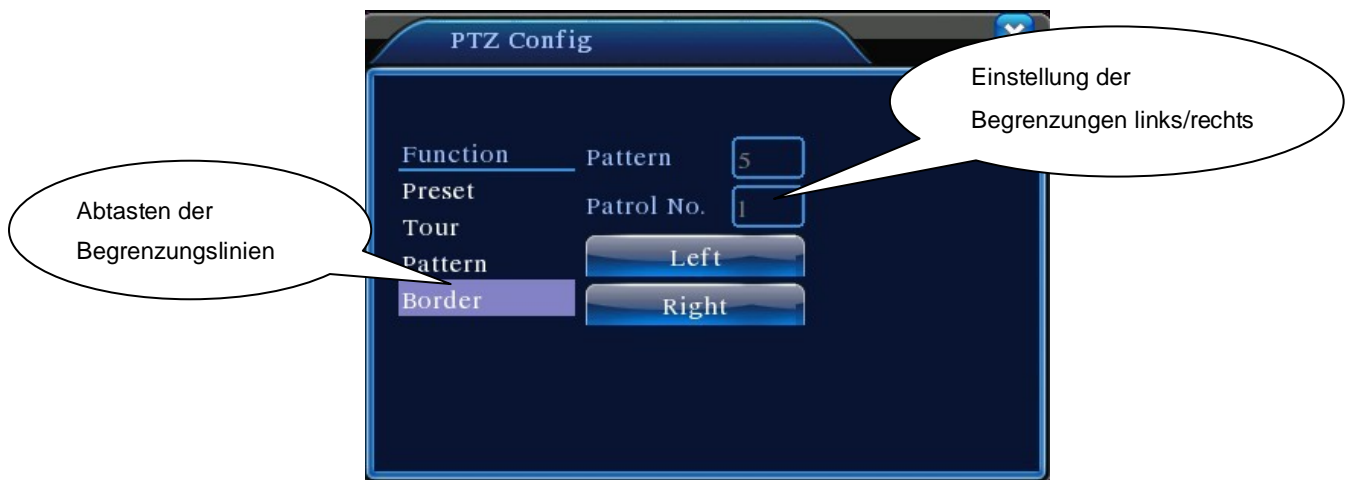 PTZ Config
Einstellung der
Begrenzungen links/rechts
Abtasten der
Begrenzungslinien
Function
Preset
Tour
Pattern
Border
Pattern 5
Patrol No. 1
Left
Right